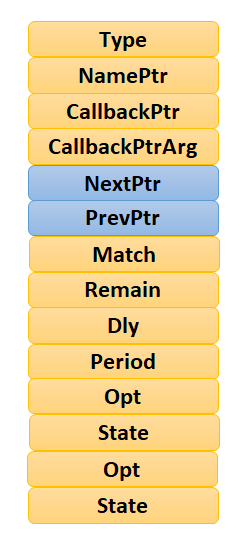 Type
NamePtr
CallbackPtr
CallbackPtrArg
NextPtr
PrevPtr
Match
Remain
Dly
Period
Opt
State
Opt
State